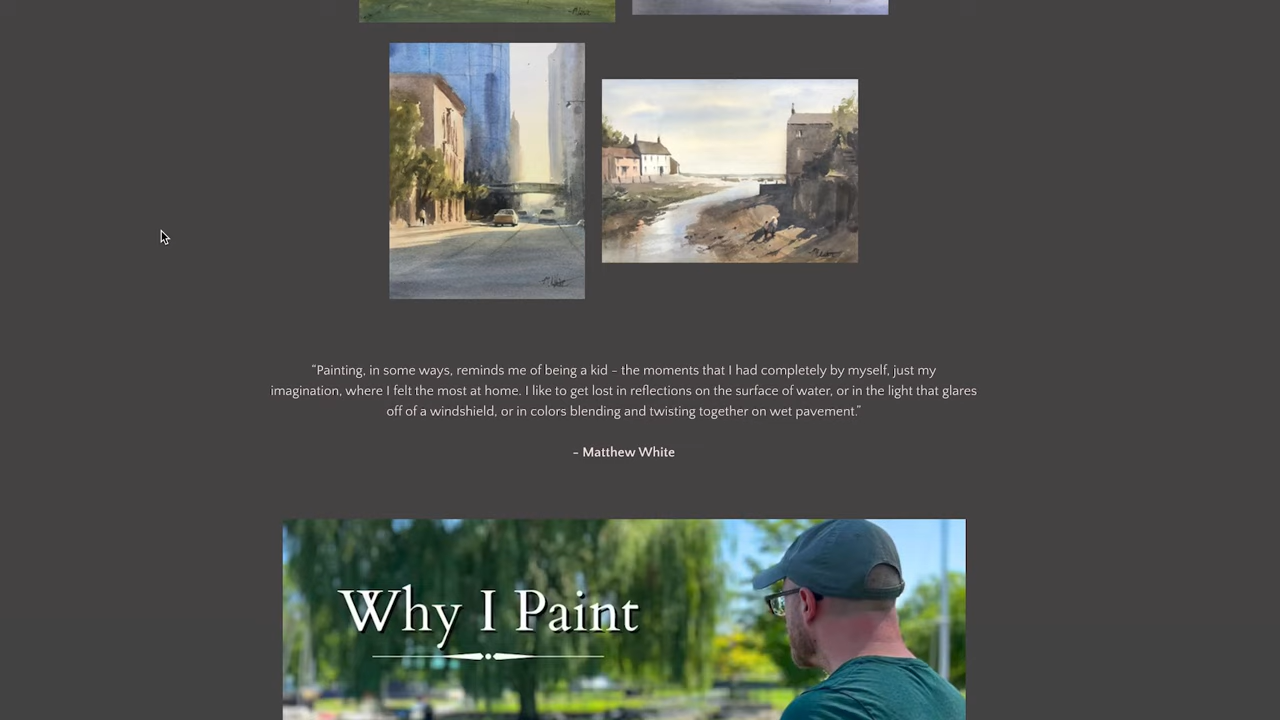 “Painting, in some ways, reminds me of being a kid - the moments that I had completely by myself, just my
imagination, where I felt the most at home. I like to get lost in reflections on the surface of water, or in the light that glares
off of a windshield, or in colors blending and twisting together on wet pavement.”
- Matthew White
Why I Paint